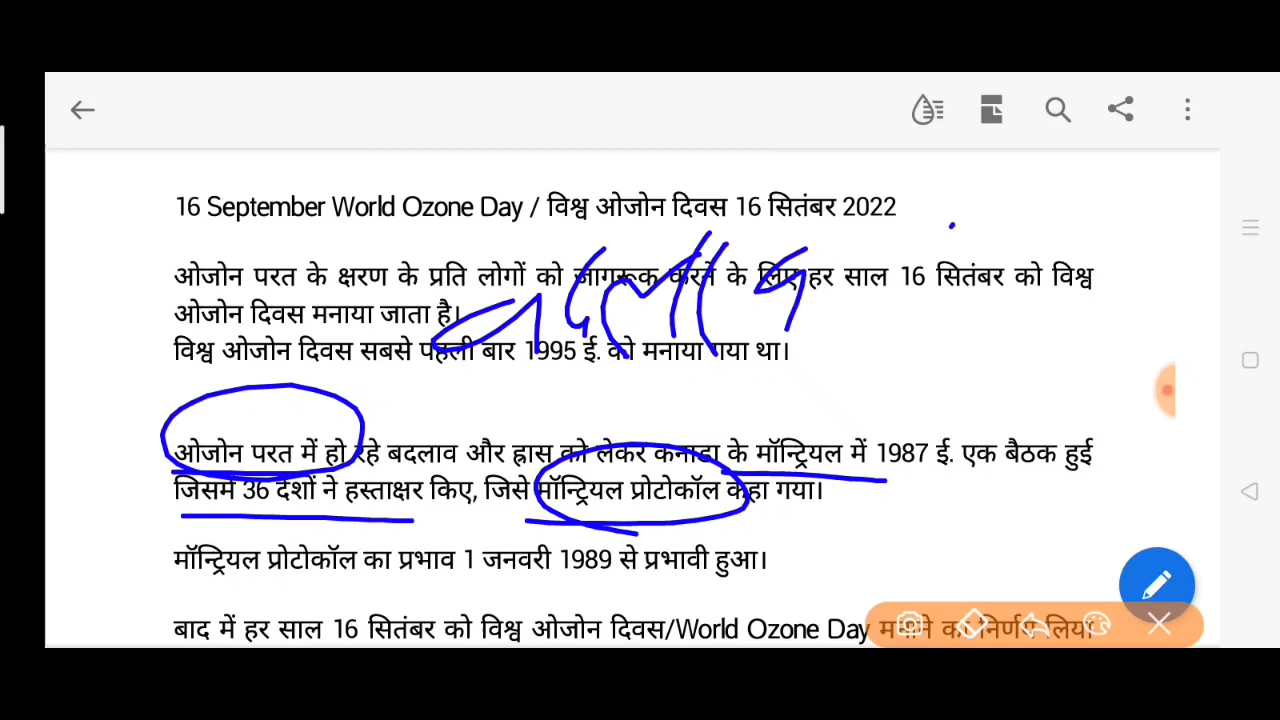 16 September World Ozone Day / विश्व ओजोन दिवस 16 सितंबर 2022
ओजोन परत के क्षरण के प्रति लोगों को जागरूक करने के लिए हर साल 16 सितंबर को विश्व
ओजोन दिवस मनाया जाता है।
विश्व ओजोन दिवस सबसे पहली बार 1995 ई. को मनाया गया था।
ओजोन परत में हो रहे बदलाव और ह्रास को लेकर कनाडा के मॉन्ट्रियल में 1987 ई. एक बैठक हुई
जिसमें 36 देशों ने हस्ताक्षर किए, जिसे मॉन्ट्रियल प्रोटोकॉल कहा गया।
मॉन्ट्रियल प्रोटोकॉल का प्रभाव 1 जनवरी 1989 से प्रभावी हुआ।
बाद में हर साल 16 सितंबर को विश्व ओजोन दिवस/World Ozone Day मनाने का निर्णय लिया